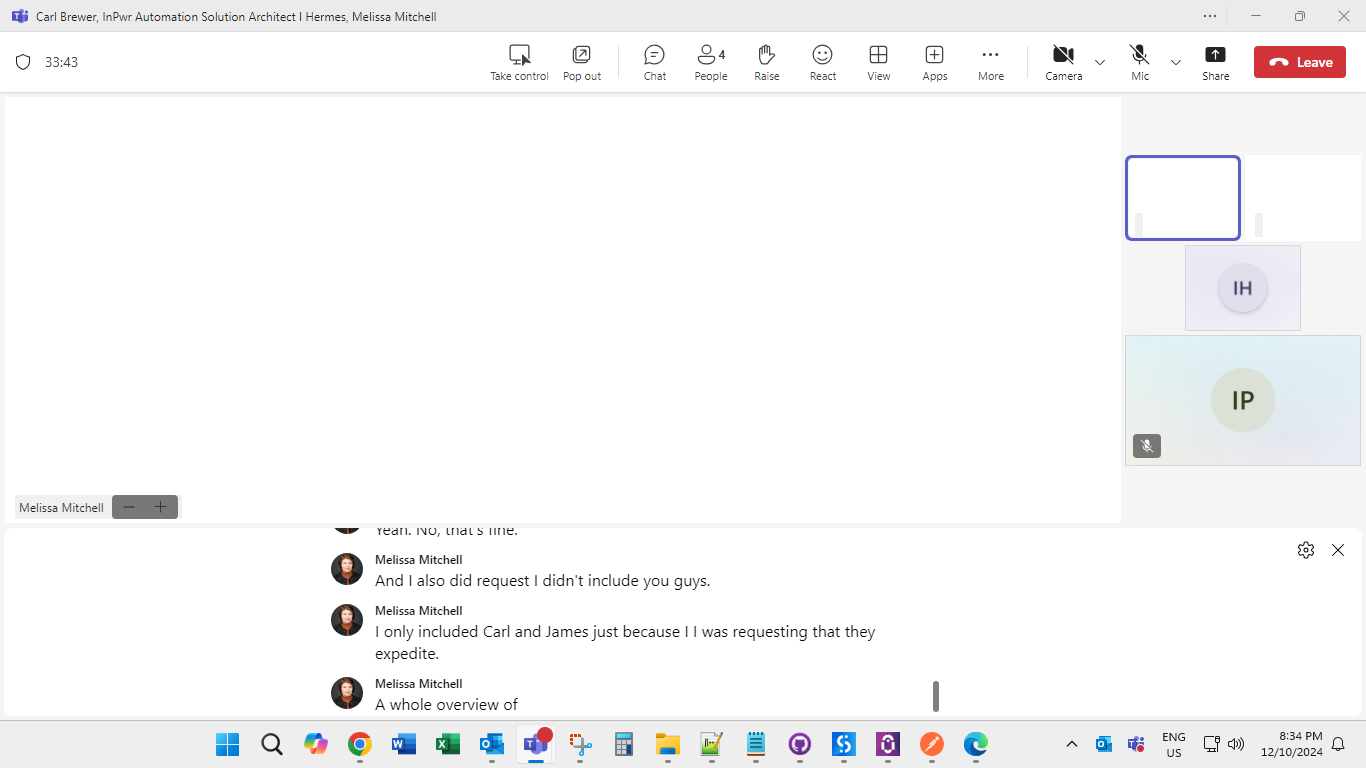 Carl Brewer, InPwr Automation Solution Architect I Hermes, Melissa Mitchell
33:43
Take control
Pop out
Chat
4
People
Raise
React
View
Apps
More
Camera
Mic
Share
Leave
IH
IP
Melissa Mitchell
Yeah. No, that's fine.
Melissa Mitchell
And I also did request I didn't include you guys.
Melissa Mitchell
I only included Carl and James just because I I was requesting that they
expedite.
Melissa Mitchell
A whole overview of
ENG
US
8:34 PM
12/10/2024